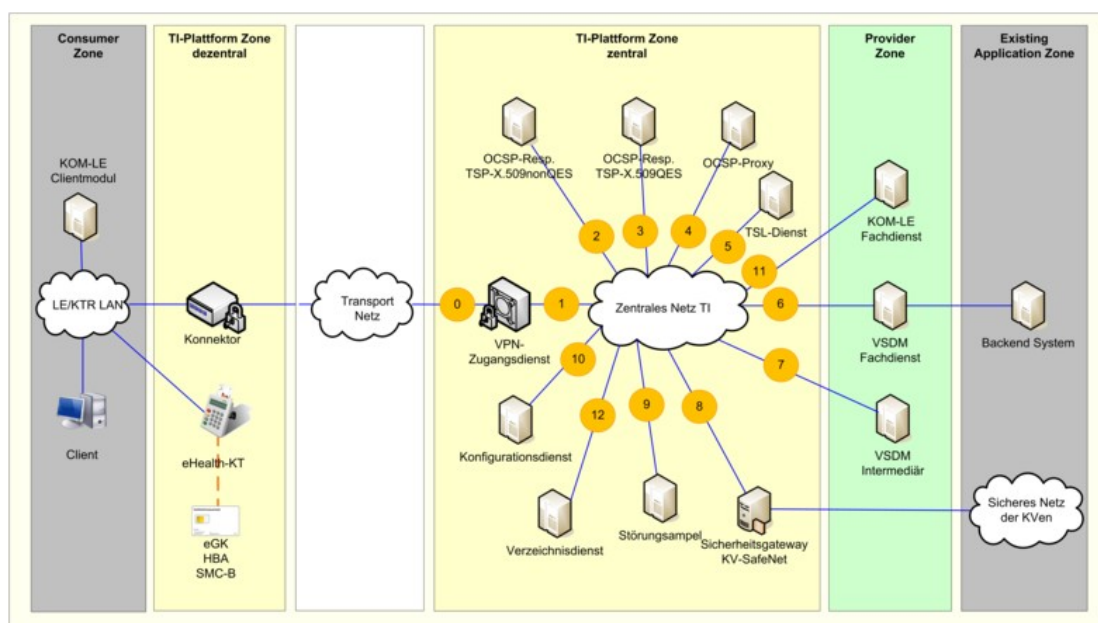 Consumer
Zone
TI-Plattform Zone
dezentral
TI-Plattform Zone
zentral
Provider
Zone
Existing
Application Zone
KOM-LE
Clientmodul
LE/KTR LAN
Client
Konnektor
eHealth-KT
eGK
HBA
SMC-B
Transport
Netz
0
VPN-
Zugangsdienst
1
OCSP-Resp.
TSP-X.509nonQES
OCSP-Resp.
TSP-X.509QES
OCSP-Proxy
TSL-Dienst
2
3
4
5
11
6
7
8
9
12
10
Zentrales Netz TI
Konfigurationsdienst
Verzeichnisdienst
Störungsampel
Sicherheitsgateway
KV-SafeNet
KOM-LE
Fachdienst
VSDM
Fachdienst
VSDM
Intermediär
Backend System
Sicheres Netz
der KVen